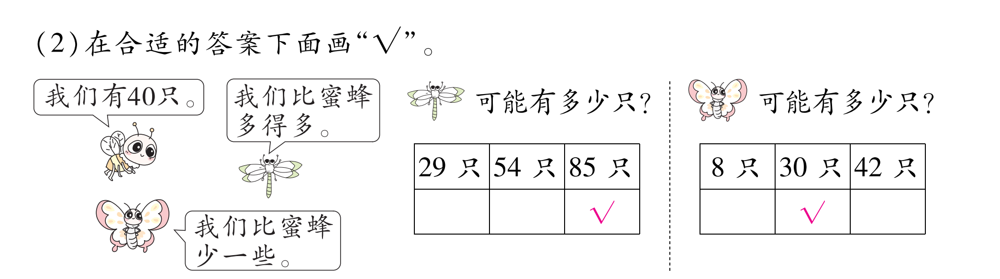 (2)在合适的答案下面画“√”。
我们有40只。
我们比蜜蜂
多得多。
我们比蜜蜂
少一些。
可能有多少只?
29 只 54 只 85 只
√
可能有多少只?
8 只 30 只 42 只
√